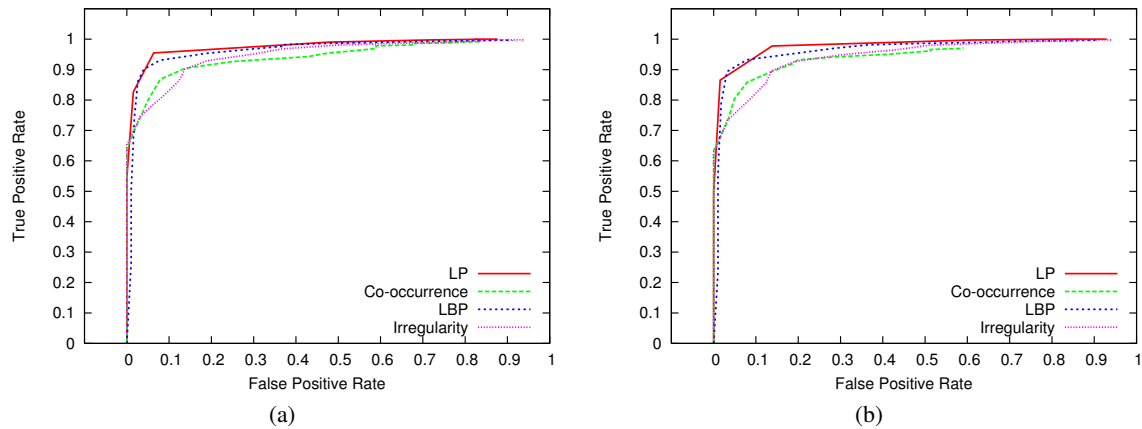 1
0.9
0.8
0.7
0.6
0.5
0.4
0.3
0.2
0.1
0
True Positive Rate
LP
Co-occurrence
LBP
Irregularity
0 0.1 0.2 0.3 0.4 0.5 0.6 0.7 0.8 0.9 1
False Positive Rate
(a)
1
0.9
0.8
0.7
0.6
0.5
0.4
0.3
0.2
0.1
0
True Positive Rate
LP
Co-occurrence
LBP
Irregularity
0 0.1 0.2 0.3 0.4 0.5 0.6 0.7 0.8 0.9 1
False Positive Rate
(b)